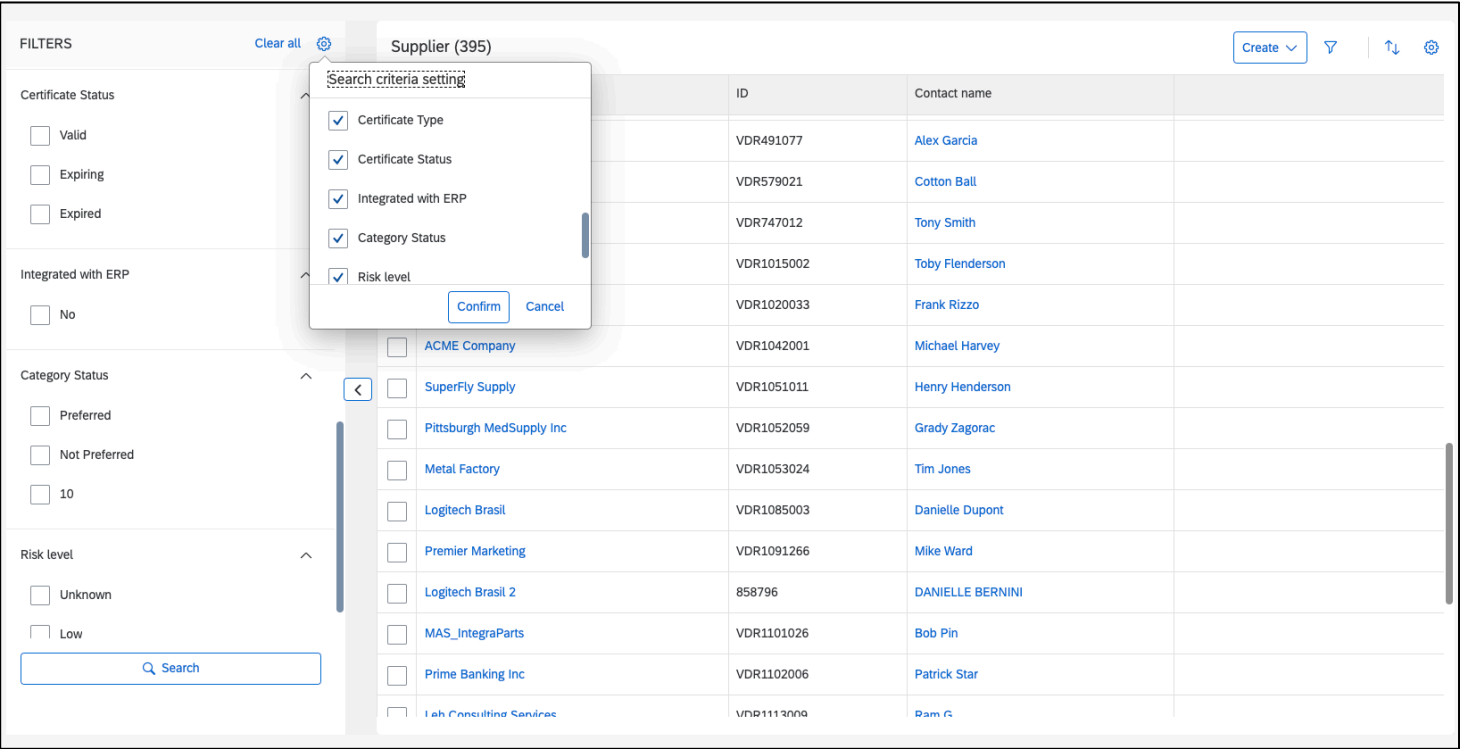 FILTERS
Clear all
Certificate Status
Valid
Expiring
Expired
Integrated with ERP
No
Category Status
Preferred
Not Preferred
10
Risk level
Unknown
Low
Search
Search criteria setting
Certificate Type
Certificate Status
Integrated with ERP
Category Status
Risk level
Confirm Cancel
Supplier (395)
Create
ID Contact name
VDR491077 Alex Garcia
VDR579021 Cotton Ball
VDR747012 Tony Smith
VDR1015002 Toby Flenderson
VDR1020033 Frank Rizzo
ACME Company VDR1042001 Michael Harvey
SuperFly Supply VDR1051011 Henry Henderson
Pittsburgh MedSupply Inc VDR1052059 Grady Zagorac
Metal Factory VDR1053024 Tim Jones
Logitech Brasil VDR1085003 Danielle Dupont
Premier Marketing VDR1091266 Mike Ward
Logitech Brasil 2 858796 DANIELLE BERNINI
MAS_IntegraParts VDR1101026 Bob Pin
Prime Banking Inc VDR1102006 Patrick Star
Leh Consulting Services VDR1113009 Ram G